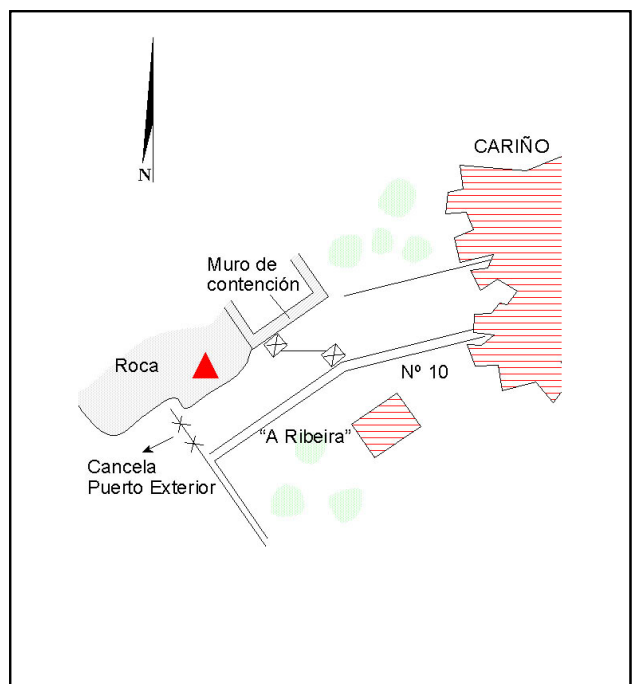 CARIÑO
N
Muro de
contención
Roca
Nº 10
“A Ribeira”
Cancela
Puerto Exterior